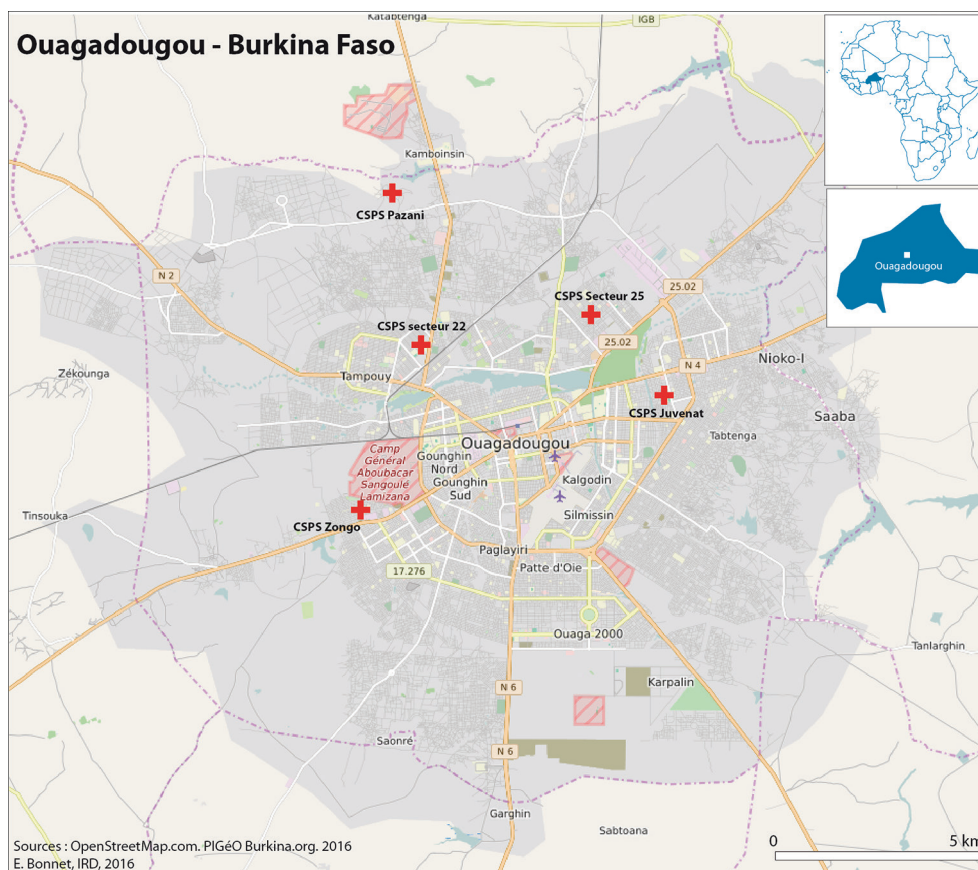 Ouagadougou - Burkina Faso
Katabtenga
IGB
Kamboinsin
CSPS Pazani
Ouagadougou
N 2
25.02
CSPS Secteur 25
CSPS secteur 22
25.02
Nioko-I
N 4
Zékounga
Tampouy
CSPS Juvenat
Saaba
Tabtenga
Ouagadougou
Camp
Général
Aboubacar
Sangoulé
Lamizana
Gounghin
Nord
Gounghin
Sud
Kalgodin
Tinsouka
CSPS Zongo
Silmissin
Paglayiri
Patte d'Oie
17.276
Ouaga 2000
Tanlarghin
Karpalin
N 6
Saonré
N 6
Garghin
Sabtoana
Sources : OpenStreetMap.com. PIGéO Burkina.org. 2016
E. Bonnet, IRD, 2016
0
5 km